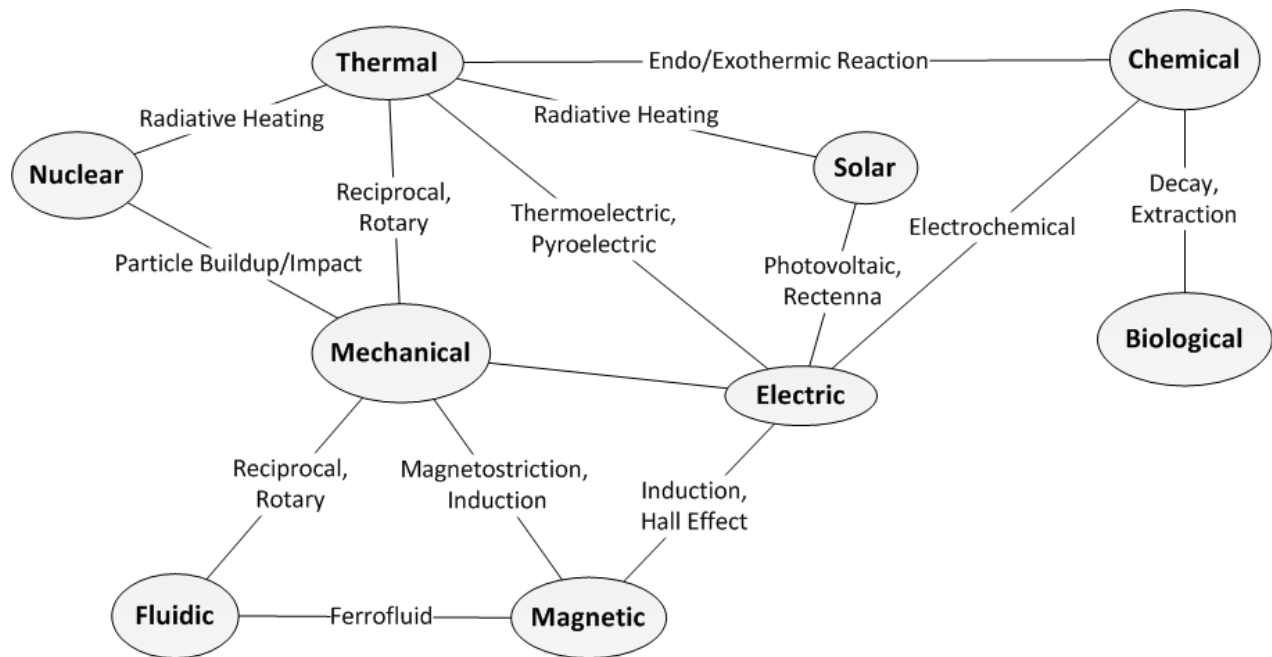 Thermal
Endo/Exothermic Reaction
Chemical
Radiative Heating
Radiative Heating
Nuclear
Solar
Reciprocal,
Rotary
Thermoelectric,
Pyroelectric
Decay,
Extraction
Electrochemical
Particle Buildup/Impact
Photovoltaic,
Rectenna
Mechanical
Biological
Electric
Reciprocal,
Rotary
Magnetostriction,
Induction
Induction,
Hall Effect
Fluidic
Ferrofluid
Magnetic